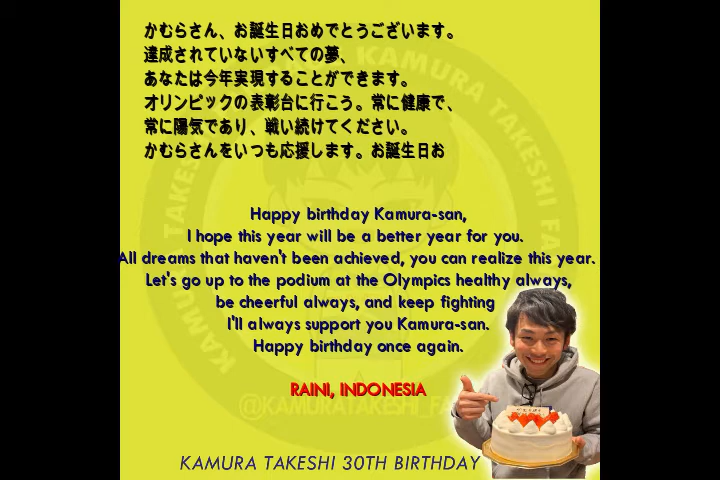 かむらさん、お誕生日おめでとうございます。
達成されていないすべての夢、
あなたは今年実現することができます。
オリンピックの表彰台に行こう。常に健康で、
常に陽気であり、戦い続けてください。
かむらさんをいつも応援します。お誕生日お
Happy birthday Kamura-san,
I hope this year will be a better year for you.
All dreams that haven't been achieved, you can realize this year.
Let's go up to the podium at the Olympics healthy always,
be cheerful always, and keep fighting
I'll always support you Kamura-san.
Happy birthday once again.
RAINI, INDONESIA
@KAMURATAKESHI_FA
KAMURA TAKESHI 30TH BIRTHDAY